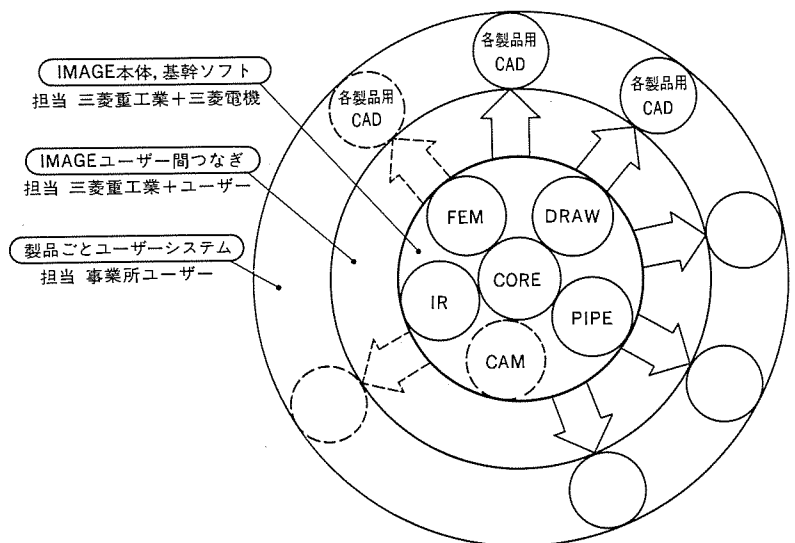 IMAGE本体,基幹ソフト
担当 三菱重工業+三菱電機
IMAGEユーザー間つなぎ
担当 三菱重工業+ユーザー
製品ごとユーザーシステム
担当 事業所ユーザー
各製品用
CAD
各製品用
CAD
各製品用
CAD
FEM
DRAW
CORE
IR
PIPE
CAM